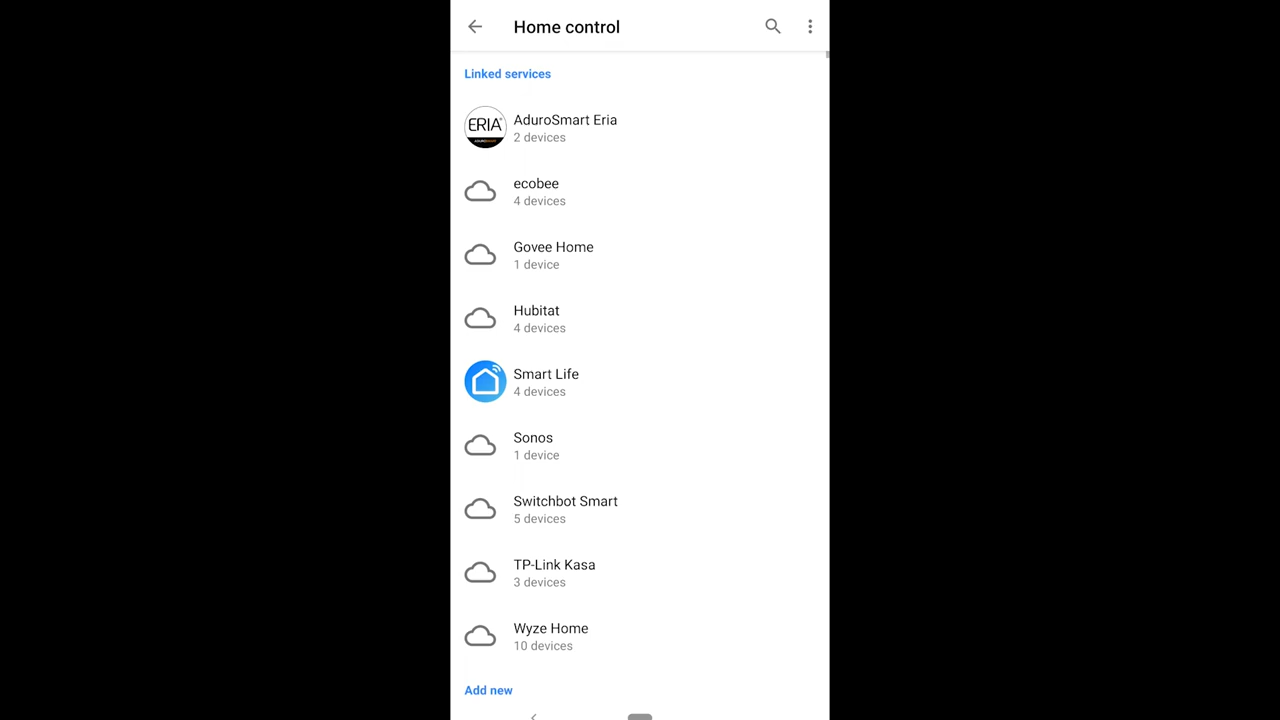 Home control
Linked services
ERIA
AduroSmart Eria
2 devices
ecobee
4 devices
Govee Home
1 device
Hubitat
4 devices
Smart Life
4 devices
Sonos
1 device
Switchbot Smart
5 devices
TP-Link Kasa
3 devices
Wyze Home
10 devices
Add new